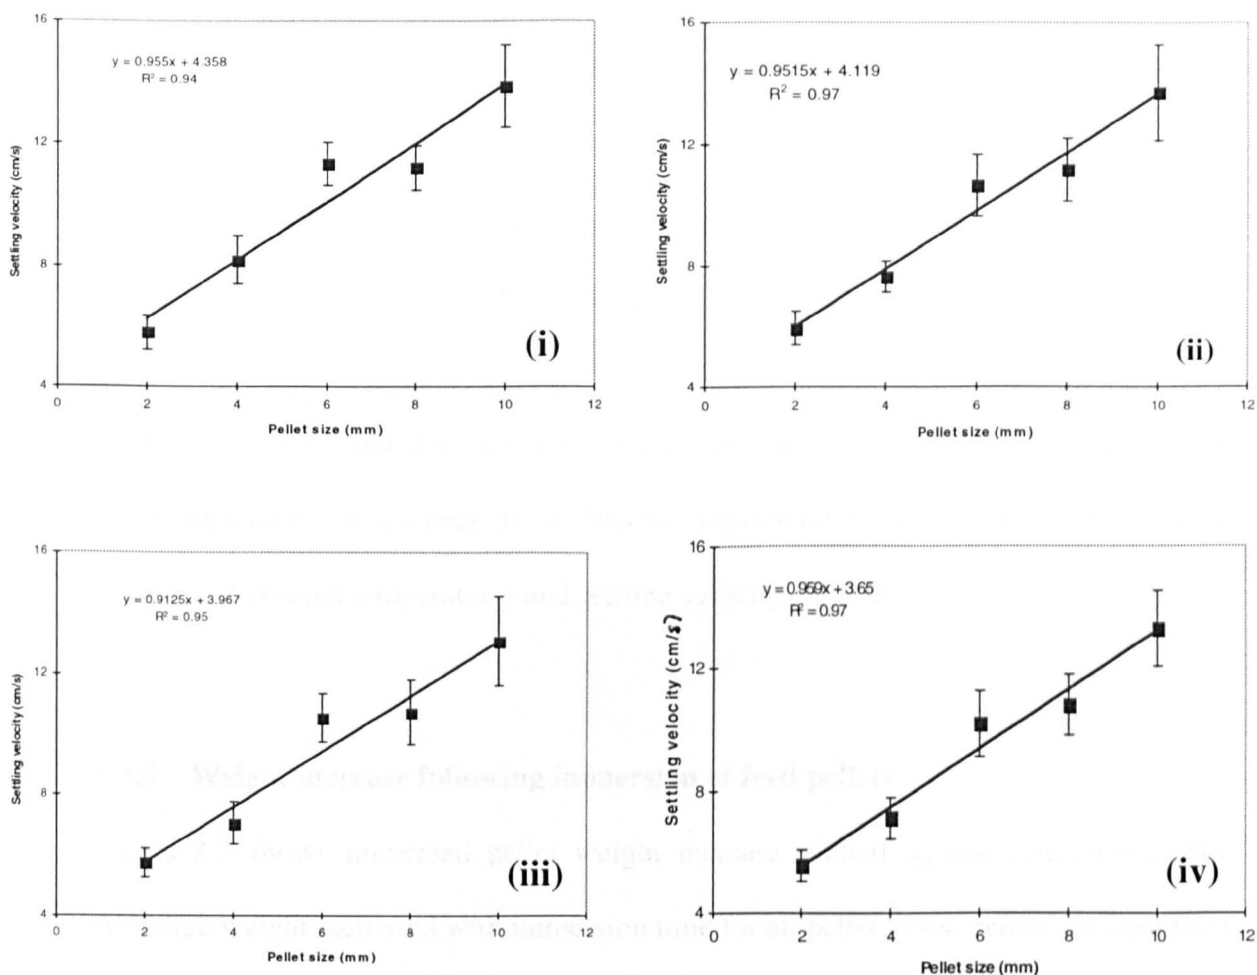 16
12
8
4
Settling velocity (cm/s)
y = 0.955x + 4.358
R² = 0.94
(i)
0 2 4 6 8 10 12
Pellet size (mm)
16
12
8
4
Settling velocity (cm/s)
y = 0.9515x + 4.119
R² = 0.97
(ii)
0 2 4 6 8 10 12
Pellet size (mm)
16
12
8
4
Settling velocity (cm/s)
y = 0.9125x + 3.967
R² = 0.95
(iii)
0 2 4 6 8 10 12
Pellet size (mm)
16
12
8
4
Settling velocity (cm/s)
y = 0.959x + 3.65
R² = 0.97
(iv)
0 2 4 6 8 10 12
Pellet size (mm)
Weight increase following immersion of feed pellets
immersed pellet weight